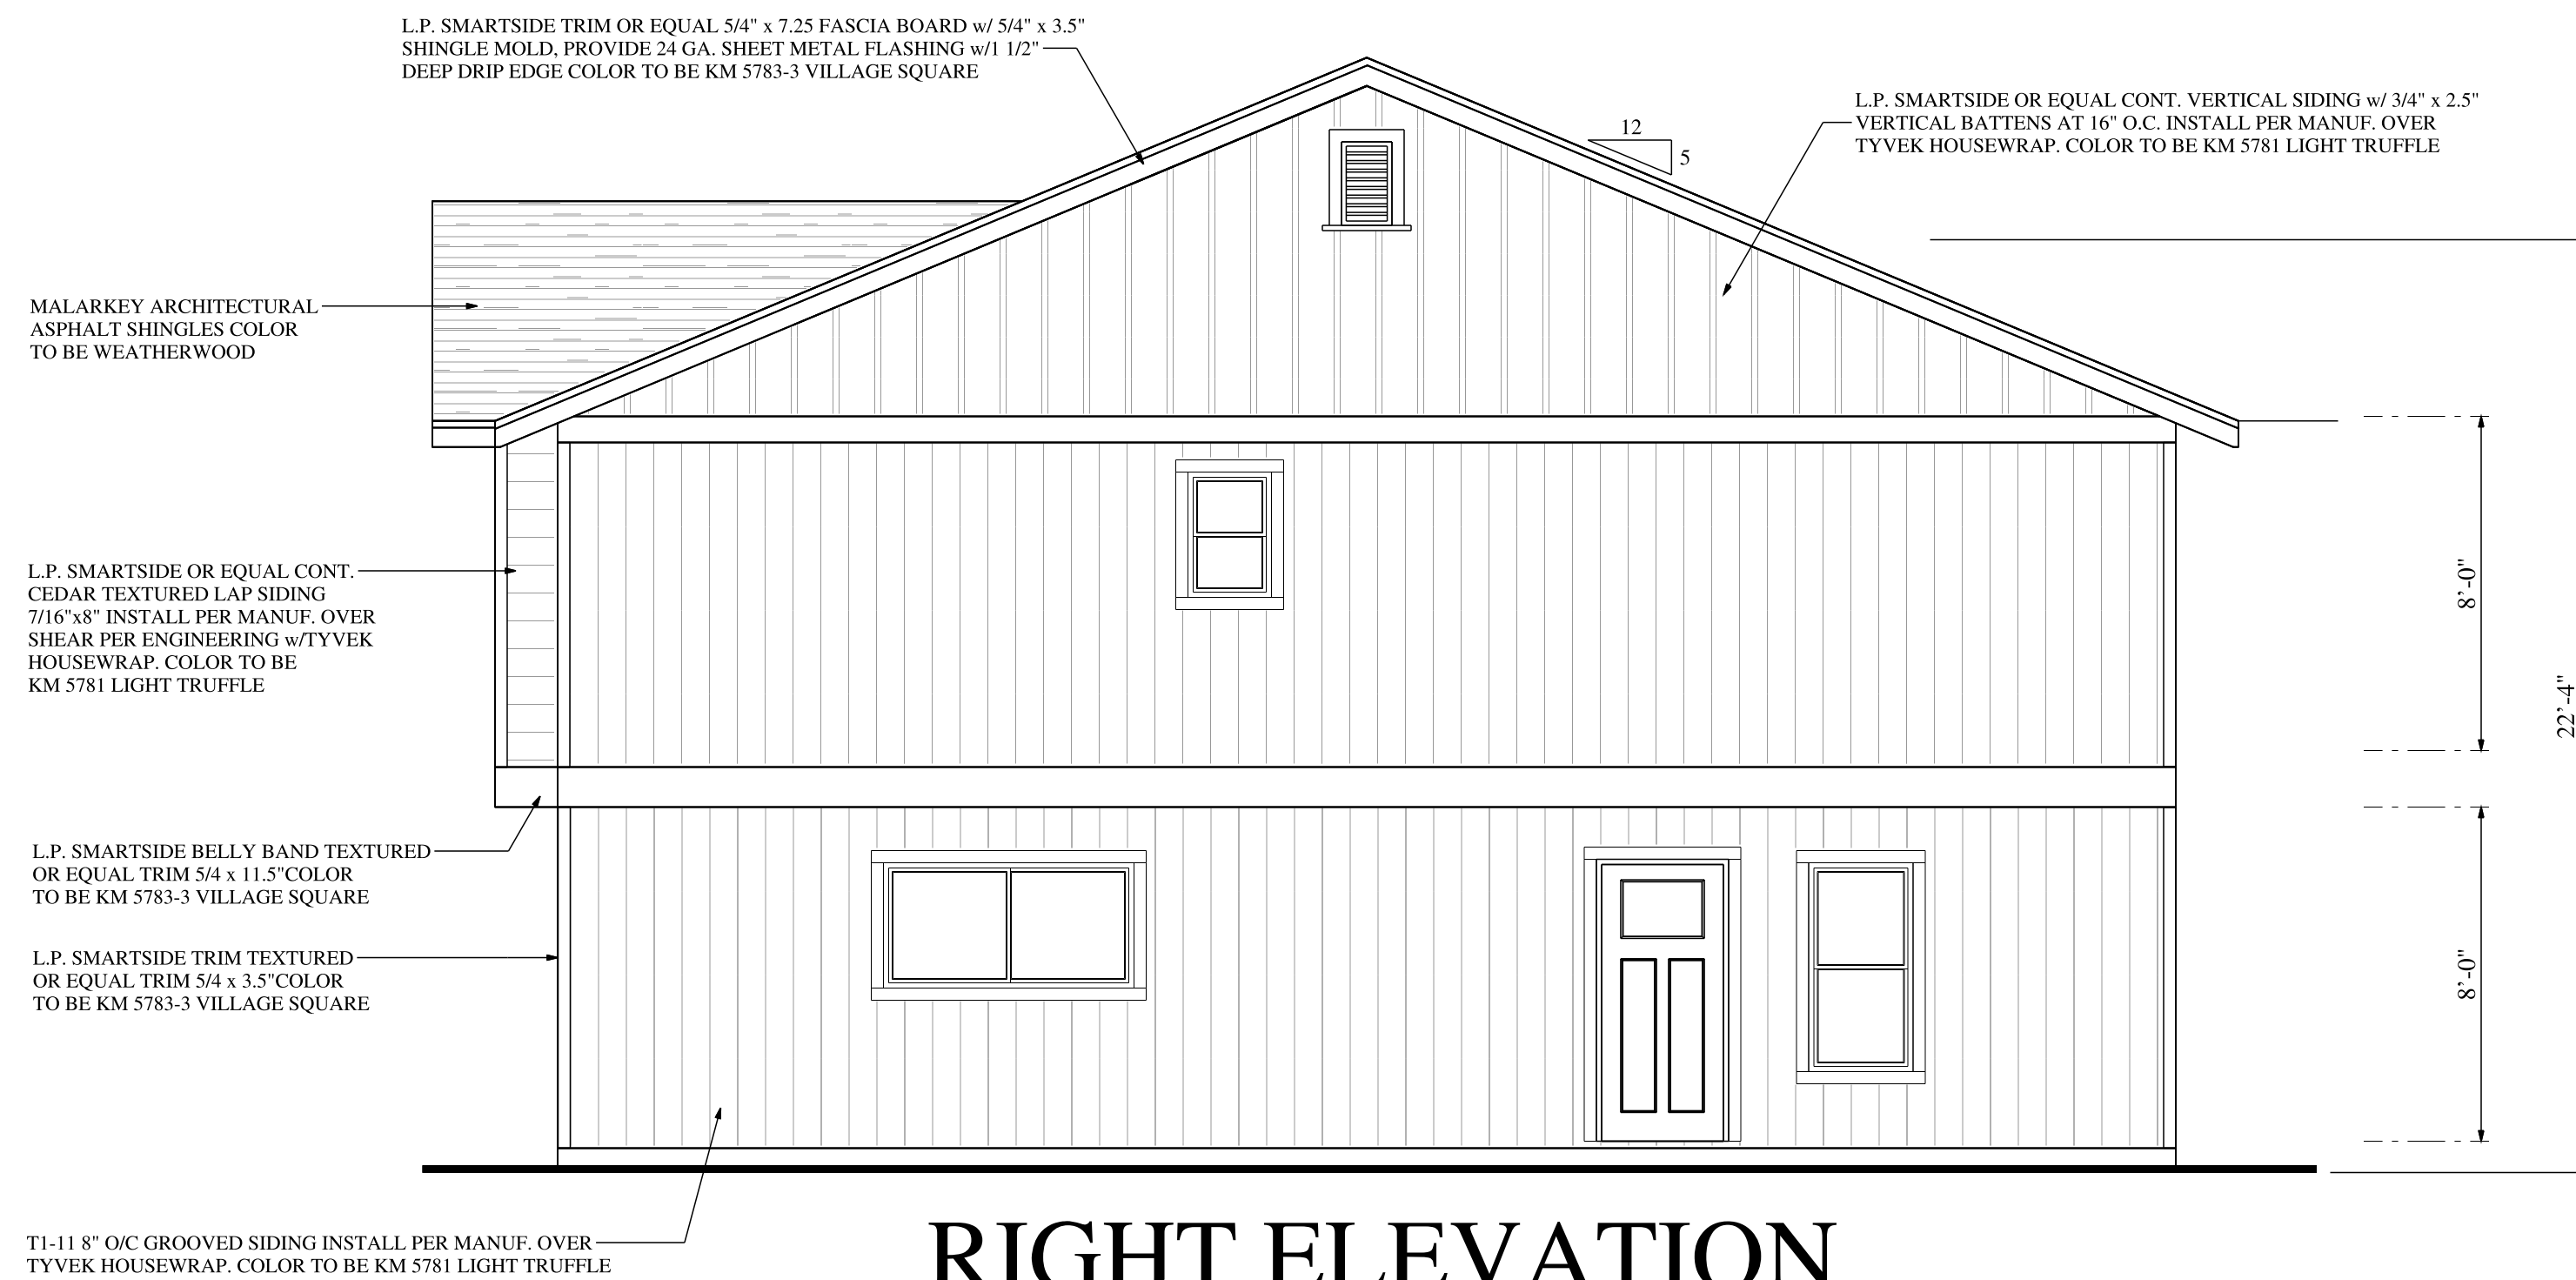 L.P. SMARTSIDE TRIM OR EQUAL 5/4" x 7.25 FASCIA BOARD w/ 5/4" x 3.5"
SHINGLE MOLD, PROVIDE 24 GA. SHEET METAL FLASHING w/1 1/2"
DEEP DRIP EDGE COLOR TO BE KM 5783-3 VILLAGE SQUARE
L.P. SMARTSIDE OR EQUAL CONT. VERTICAL SIDING w/ 3/4" x 2.5"
VERTICAL BATTENS AT 16" O.C. INSTALL PER MANUF. OVER
TYVEK HOUSEWRAP. COLOR TO BE KM 5781 LIGHT TRUFFLE
12
5
MALARKEY ARCHITECTURAL
ASPHALT SHINGLES COLOR
TO BE WEATHERWOOD
L.P. SMARTSIDE OR EQUAL CONT.
CEDAR TEXTURED LAP SIDING
7/16"x8" INSTALL PER MANUF. OVER
SHEAR PER ENGINEERING w/TYVEK
HOUSEWRAP. COLOR TO BE
KM 5781 LIGHT TRUFFLE
8'-0"
22'-4"
L.P. SMARTSIDE BELLY BAND TEXTURED
OR EQUAL TRIM 5/4 x 11.5"COLOR
TO BE KM 5783-3 VILLAGE SQUARE
L.P. SMARTSIDE TRIM TEXTURED
OR EQUAL TRIM 5/4 x 3.5"COLOR
TO BE KM 5783-3 VILLAGE SQUARE
8'-0"
T1-11 8" O/C GROOVED SIDING INSTALL PER MANUF. OVER
TYVEK HOUSEWRAP. COLOR TO BE KM 5781 LIGHT TRUFFLE
RIGHT ELEVATION